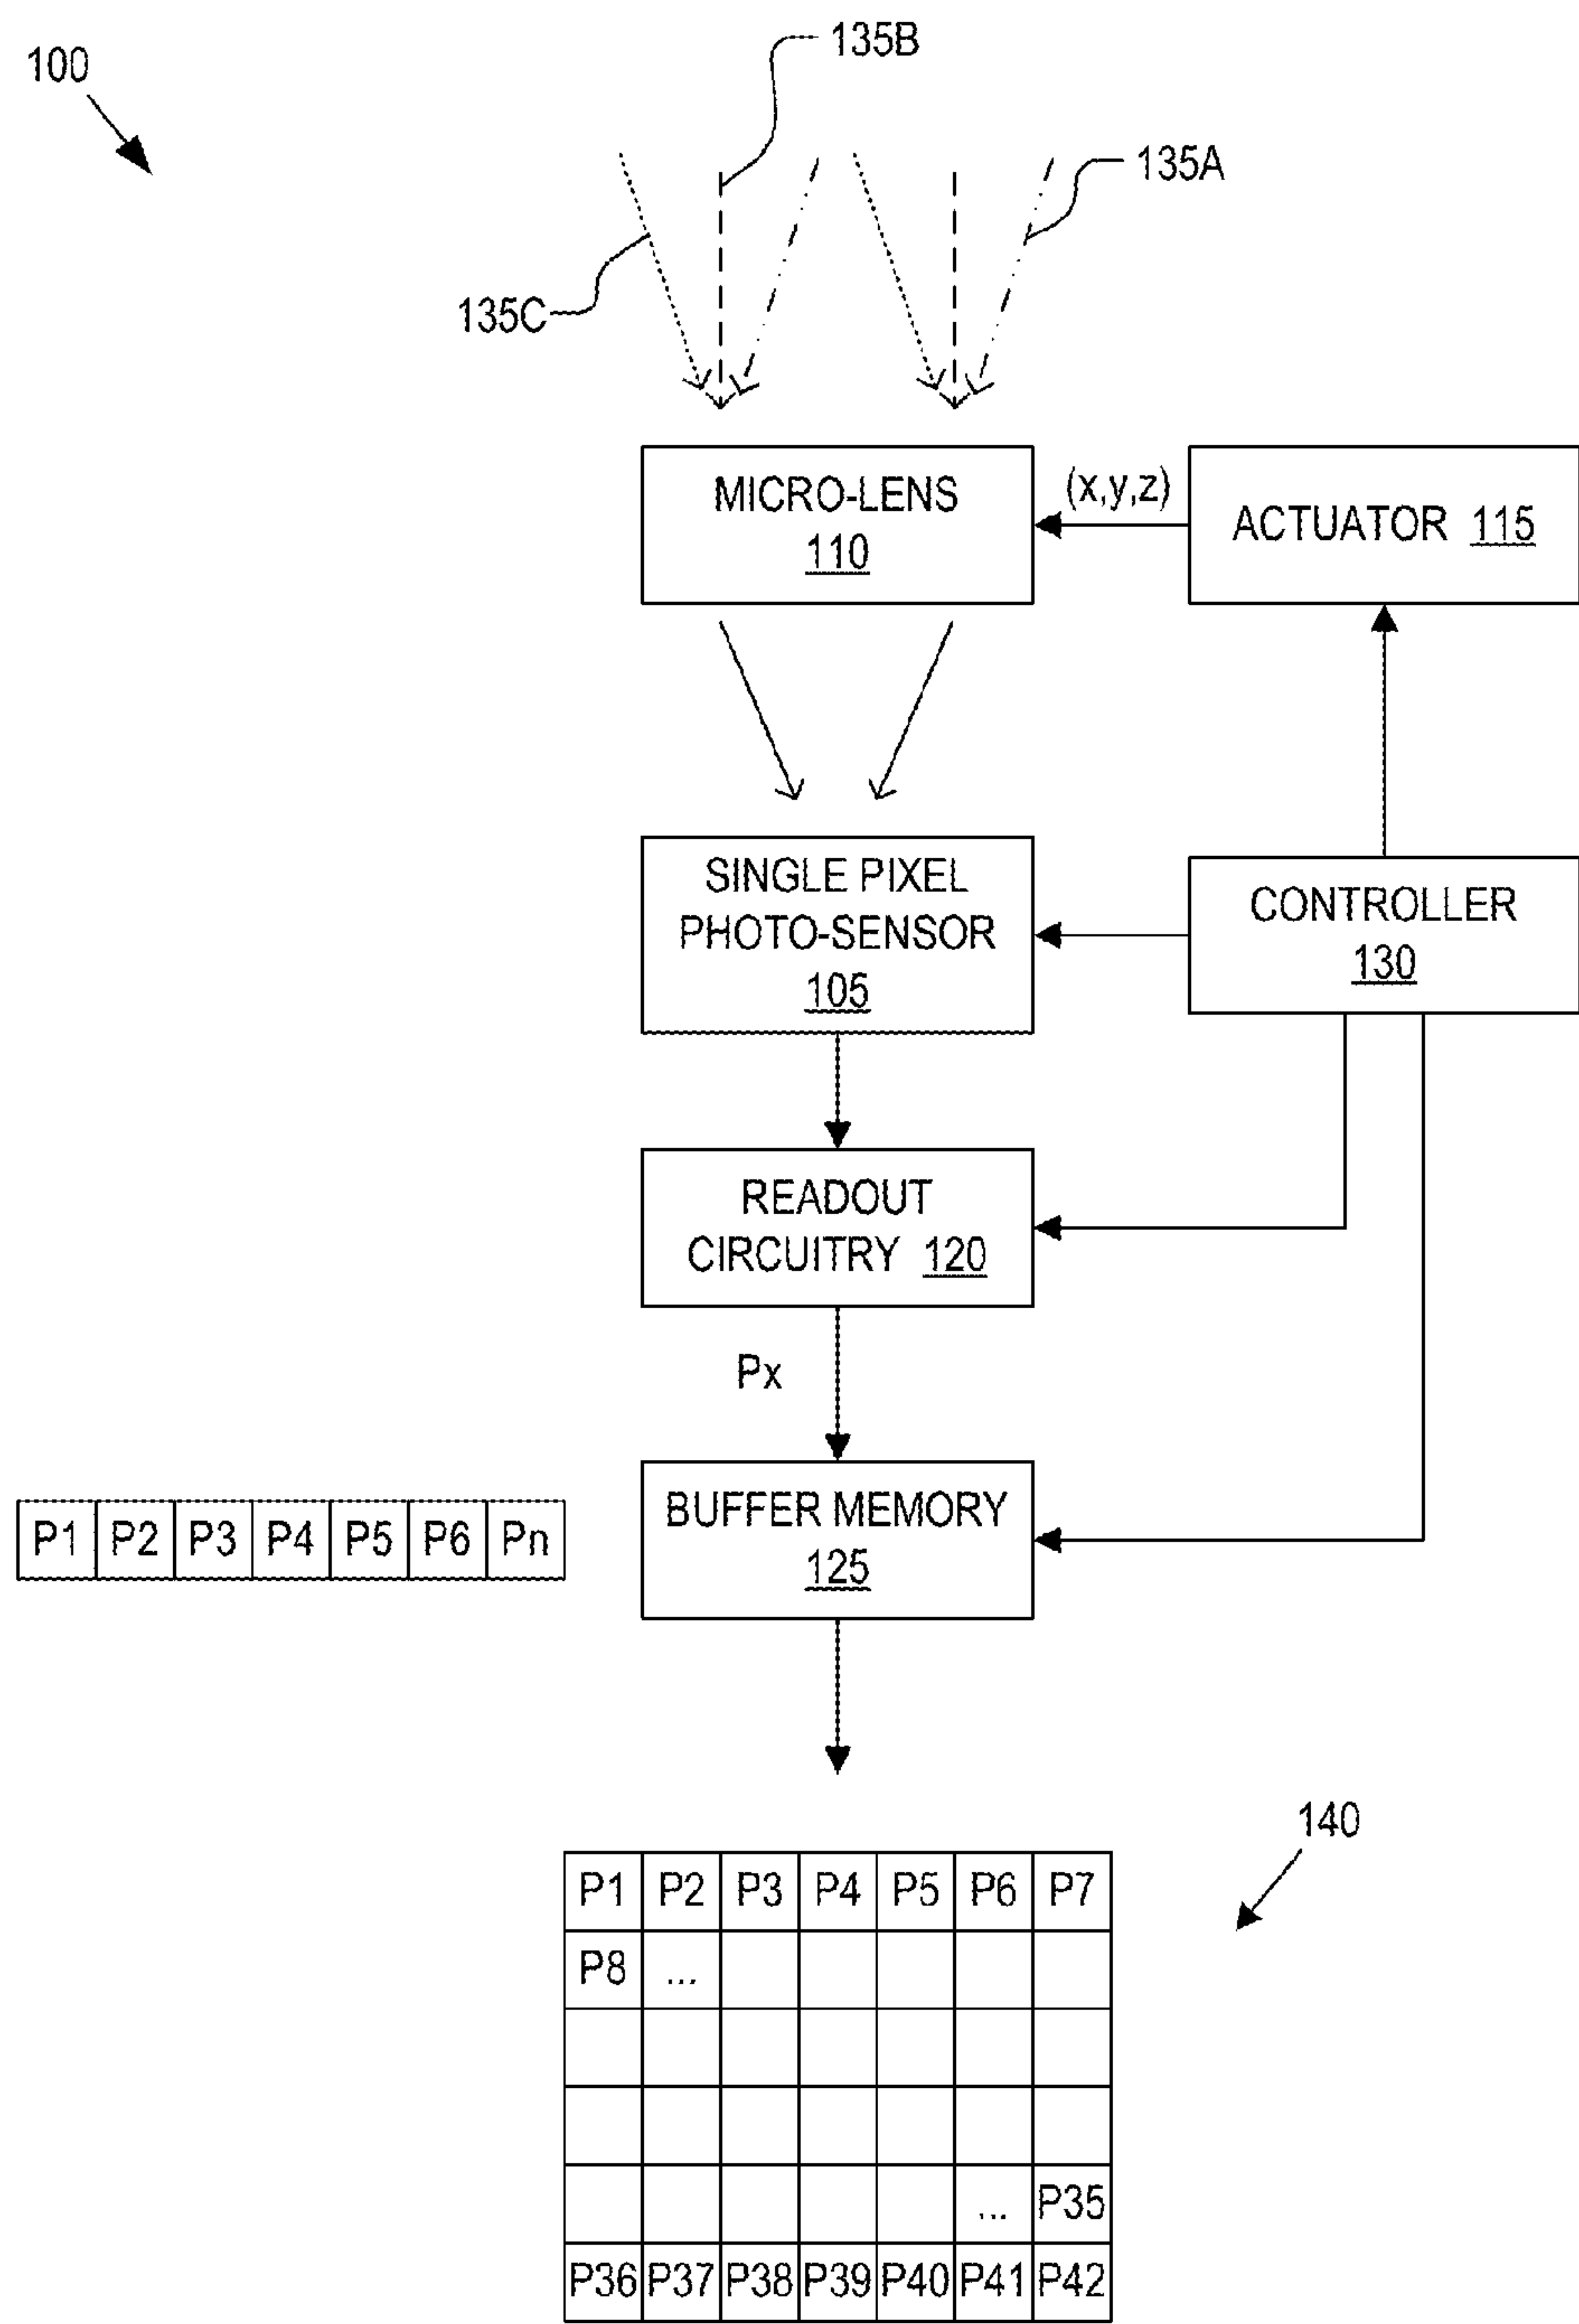 100
135B
135A
135C
MICRO-LENS
110
(x,y,z)
ACTUATOR 115
SINGLE PIXEL
PHOTO-SENSOR
105
CONTROLLER
130
READOUT
CIRCUITRY 120
Px
P1 P2 P3 P4 P5 P6 Pn
BUFFER MEMORY
125
140
P1 P2 P3 P4 P5 P6 P7
P8 ...
... P35
P36 P37 P38 P39 P40 P41 P42